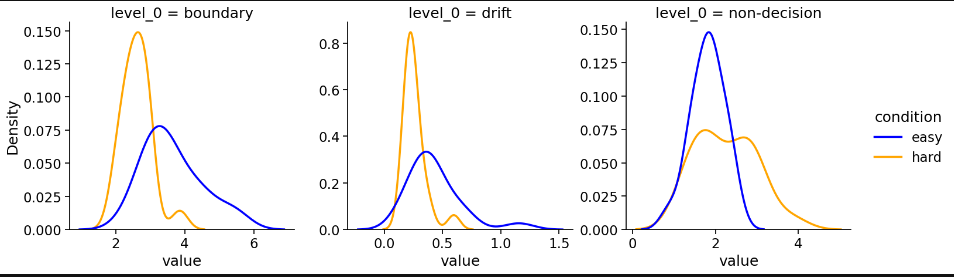 level_0 = boundary
0.150
0.125
0.100
0.075
0.050
0.025
0.000
Density
2
4
6
value
level_0 = drift
0.8
0.6
0.4
0.2
0.0
0.0
0.5
1.0
1.5
value
level_0 = non-decision
0.150
0.125
0.100
0.075
0.050
0.025
0.000
0
2
4
value
condition
easy
hard